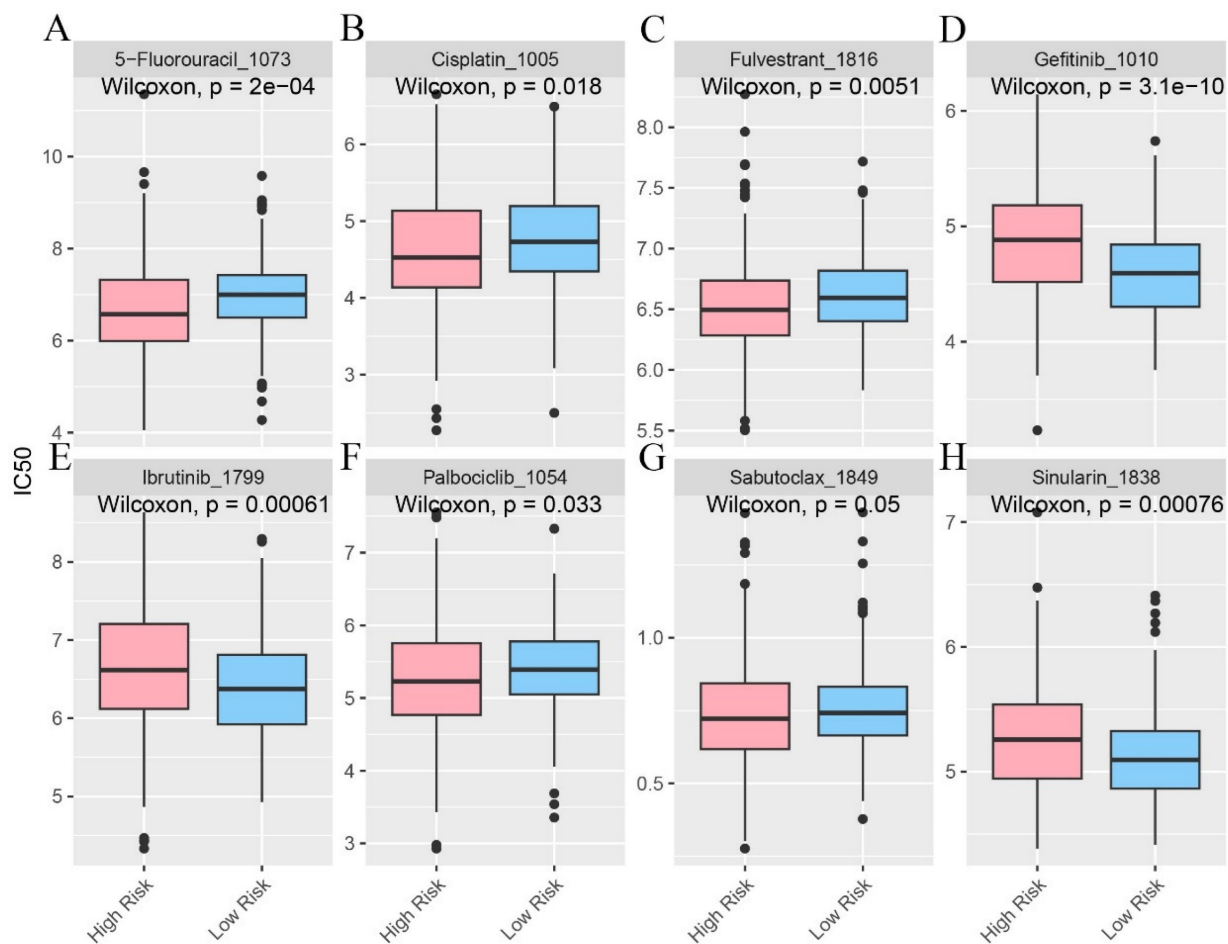 A
B
C
D
5−Fluorouracil_1073
Cisplatin_1005
Fulvestrant_1816
Gefitinib_1010
Wilcoxon, p = 2e−04
Wilcoxon, p = 0.018
Wilcoxon, p = 0.0051
Wilcoxon, p = 3.1e−10
10
8
6
4
6
5
4
3
8.0
7.5
7.0
6.5
6.0
5.5
6
5
4
IC50
E
F
G
H
Ibrutinib_1799
Palbociclib_1054
Sabutoclax_1849
Sinularin_1838
Wilcoxon, p = 0.00061
Wilcoxon, p = 0.033
Wilcoxon, p = 0.05
Wilcoxon, p = 0.00076
8
7
6
5
7
6
5
4
3
1.0
0.5
7
6
5
High Risk
Low Risk
High Risk
Low Risk
High Risk
Low Risk
High Risk
Low Risk